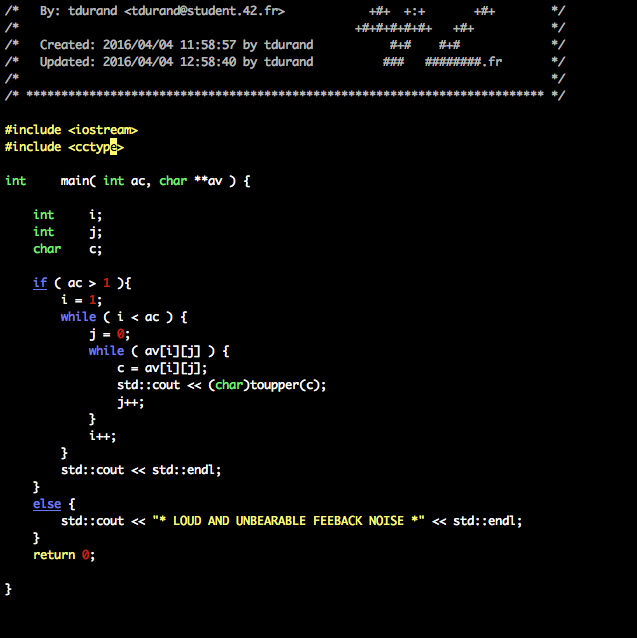 /*   By: tdurand <tdurand@student.42.fr>            +#+  +:+       +#+        */
/*                                                +#+#+#+#+#+   +#+           */
/*   Created: 2016/04/04 11:58:57 by tdurand           #+#    #+#             */
/*   Updated: 2016/04/04 12:58:40 by tdurand          ###   ########.fr       */
/*                                                                            */
/* ************************************************************************** */
#include <iostream>
#include <cctype>
int     main( int ac, char **av ) {
    int     i;
    int     j;
    char    c;
    if ( ac > 1 ){
        i = 1;
        while ( i < ac ) {
            j = 0;
            while ( av[i][j] ) {
                c = av[i][j];
                std::cout << (char)toupper(c);
                j++;
            }
            i++;
        }
        std::cout << std::endl;
    }
    else {
        std::cout << "* LOUD AND UNBEARABLE FEEBACK NOISE *" << std::endl;
    }
    return 0;
}